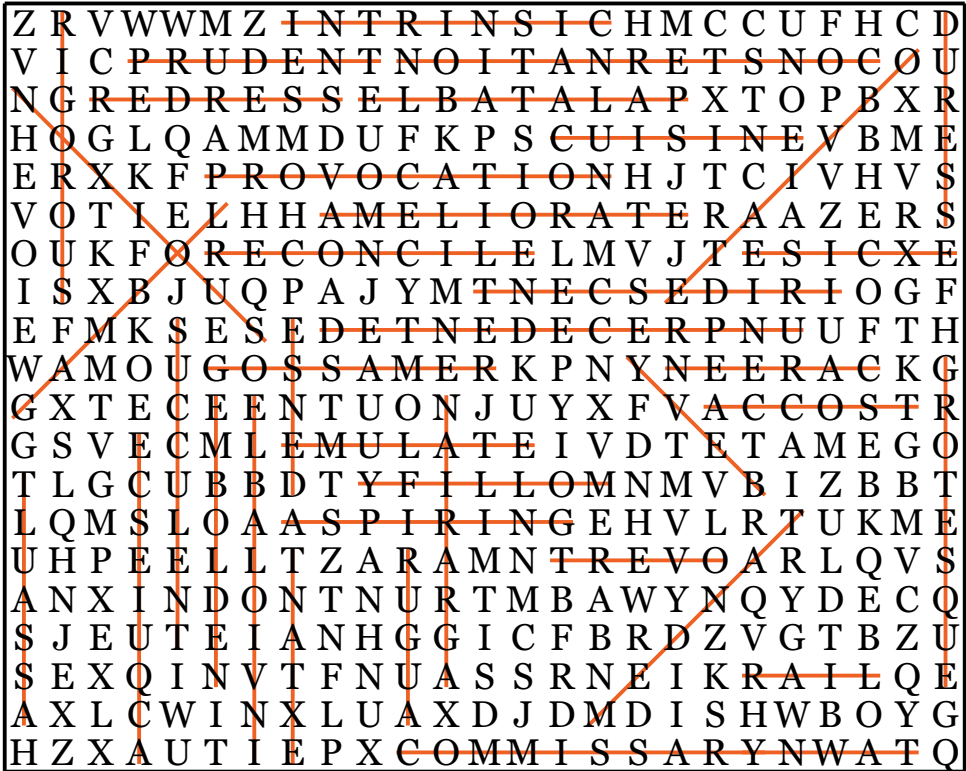 Z R V W W M Z I N T R I N S I C H M C C U F H C D
V I C P R U D E N T N O I T A N R E T S N O C O U
N G R E D R E S S E L B A T A L A P X T O P B X R
H O G L Q A M M D U F K P S C U I S I N E V B M E
E R X K F P R O V O C A T I O N H J T C I V H V S
V O T I E L H H A M E L I O R A T E R A A Z E R S
O U K F O R E C O N C I L E L M V J T E S I C X E
I S X B J U Q P A J Y M T N E C S E D I R I O G F
E F M K S E S E D E T N E D E C E R P N U U F T H
W A M O U G O S S A M E R K P N Y N E E R A C K G
G X T E C E E N T U O N J U Y X F V A C C O S T R
G S V E C M L E M U L A T E I V D T E T A M E G O
T L G C U B B D T Y F I L L O M N M V B I Z B B T
L Q M S L O A A S P I R I N G E H V L R T U K M E
U H P E E L L T Z A R A M N T R E V O A R L Q V S
A N X I N D O N T N U R T M B A W Y N Q Y D E C Q
S J E U T E I A N H G G I C F B R D Z V G T B Z U
S E X Q I N V T F N U A S S R N E I K R A I L Q E
A X L C W I N X L U A X D J D M D I S H W B O Y G
H Z X A U T I E P X C O M M I S S A R Y N W A T Q